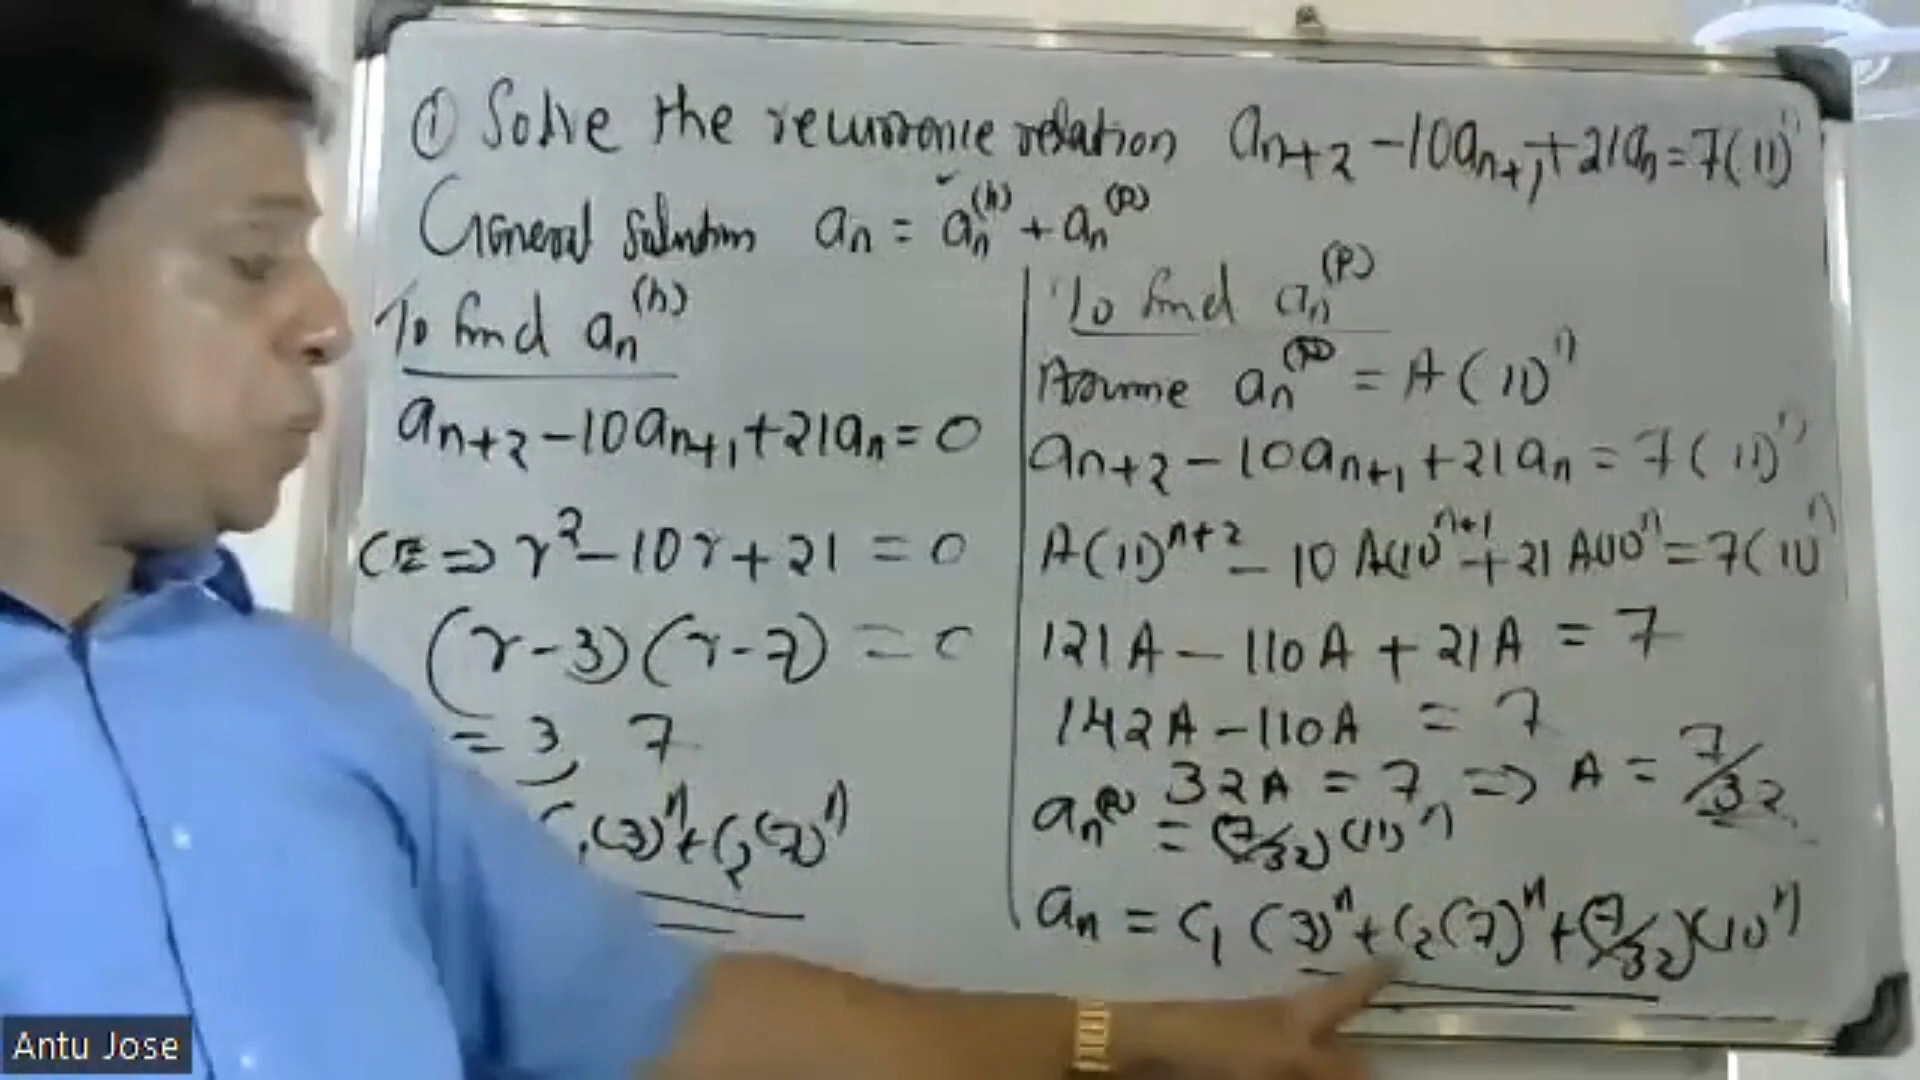 ① Solve the recurrence relation aₙ₊₂ - 10aₙ₊₁ + 21aₙ = 7(11)ⁿ
General solution aₙ = aₙ⁽ʰ⁾ + aₙ⁽ᵖ⁾
To find aₙ⁽ʰ⁾
aₙ₊₂ - 10aₙ₊₁ + 21aₙ = 0
CE ⇒ r² - 10r + 21 = 0
(r-3)(r-7) = 0
= 3, 7
C₁(3)ⁿ + C₂(7)ⁿ
To find aₙ⁽ᵖ⁾
Assume aₙ⁽ᵖ⁾ = A(11)ⁿ
aₙ₊₂ - 10aₙ₊₁ + 21aₙ = 7(11)ⁿ
A(11)ⁿ⁺² - 10A(11)ⁿ⁺¹ + 21A(11)ⁿ = 7(11)ⁿ
121A - 110A + 21A = 7
142A - 110A = 7
32A = 7 ⇒ A = 7/32
aₙ⁽ᵖ⁾ = (7/32)(11)ⁿ
aₙ = C₁(3)ⁿ + C₂(7)ⁿ + (7/32)(11)ⁿ
Antu Jose